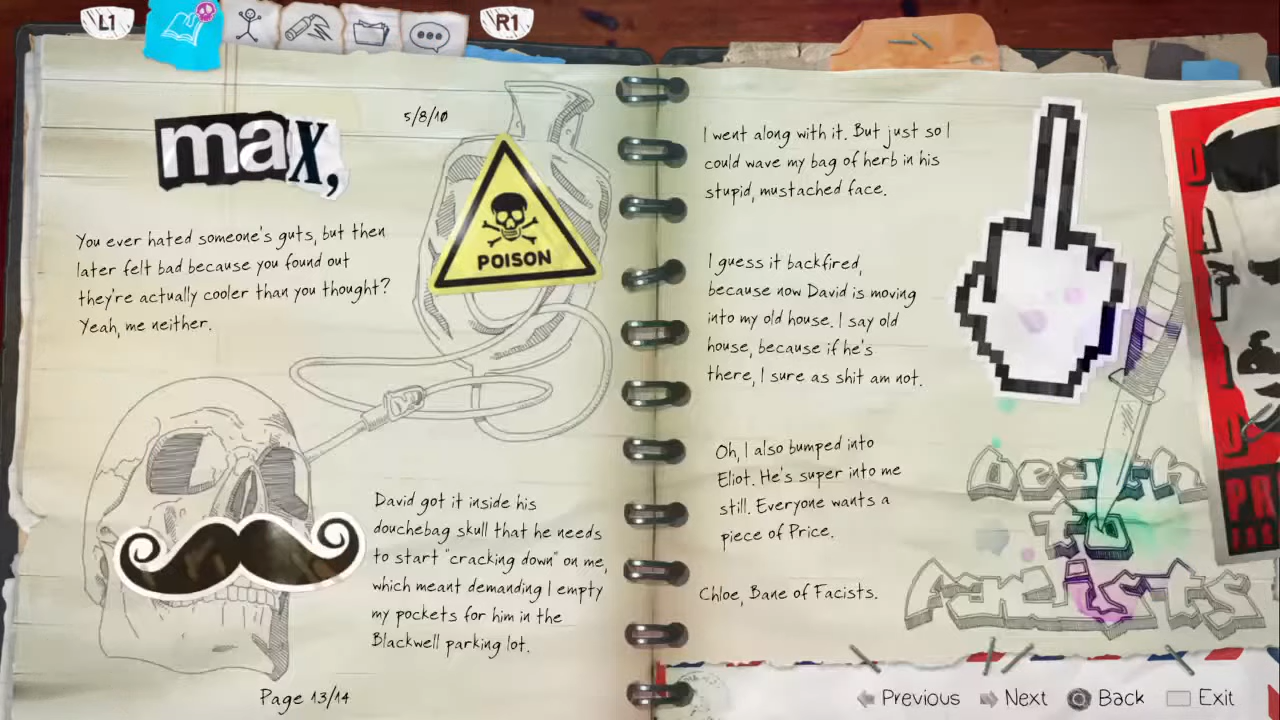 L1
R1
max,
5/8/10
POISON
You ever hated someone's guts, but then
later felt bad because you found out
they're actually cooler than you thought?
Yeah, me neither.
David got it inside his
douchebag skull that he needs
to start "cracking down" on me,
which meant demanding I empty
my pockets for him in the
Blackwell parking lot.
Page 13/14
I went along with it. But just so I
could wave my bag of herb in his
stupid, mustached face.
I guess it backfired,
because now David is moving
into my old house. I say old
house, because if he's
there, I sure as shit am not.
Oh, I also bumped into
Eliot. He's super into me
still. Everyone wants a
piece of Price.
Chloe, Bane of Facists.
Death
To
Facists
PR
Previous
Next
Back
Exit